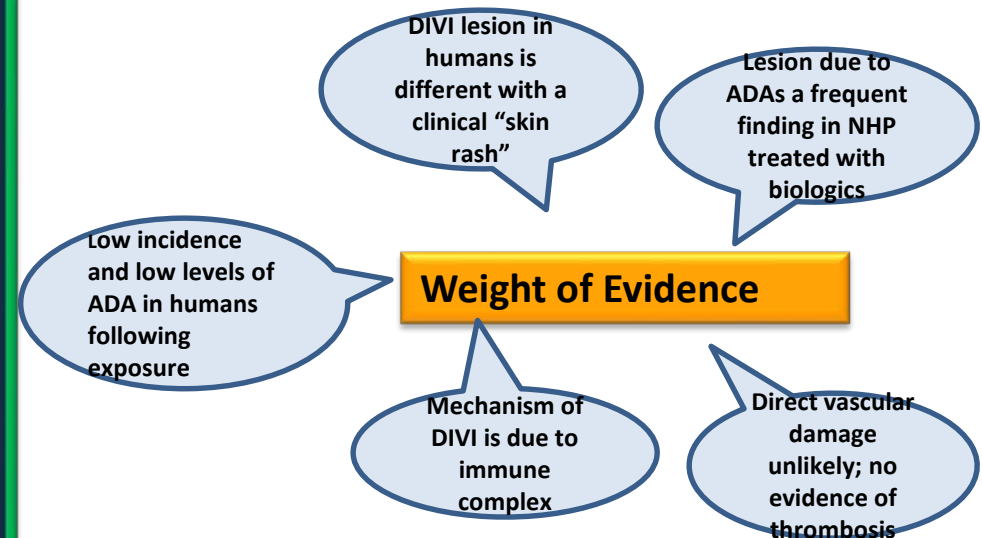 DIVI lesion in
humans is
different with a
clinical “skin
rash”
Lesion due to
ADAs a frequent
finding in NHP
treated with
biologics
Low incidence
and low levels of
ADA in humans
following
exposure
Weight of Evidence
Mechanism of
DIVI is due to
immune
complex
Direct vascular
damage
unlikely; no
evidence of
thrombosis